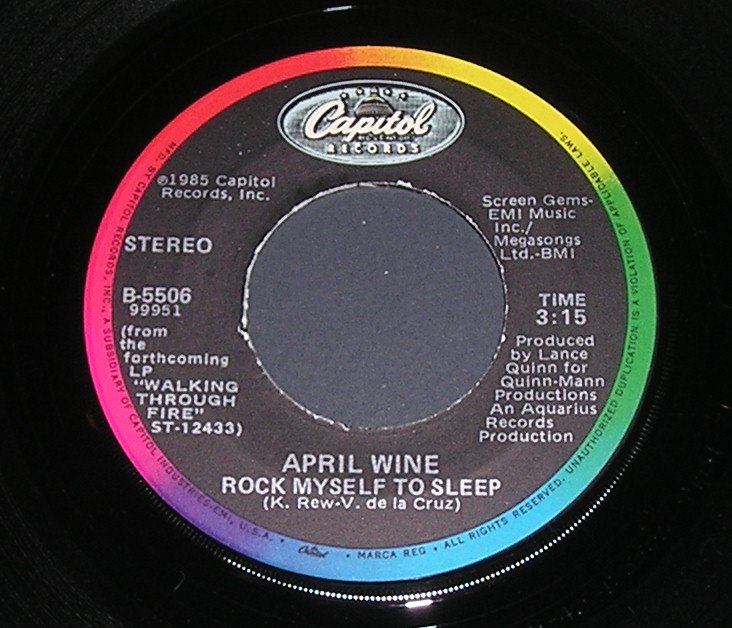 Capitol
RECORDS
℗1985 Capitol
Records, Inc.
STEREO
B-5506
99951
(from
the
forthcoming
LP
"WALKING
THROUGH
FIRE"
ST-12433)
Screen Gems-
EMI Music
Inc./
Megasongs
Ltd.-BMI
TIME
3:15
Produced
by Lance
Quinn for
Quinn-Mann
Productions
An Aquarius
Records
Production
APRIL WINE
ROCK MYSELF TO SLEEP
(K. Rew-V. de la Cruz)
MFD. BY CAPITOL RECORDS, INC., A SUBSIDIARY OF CAPITOL INDUSTRIES-EMI, U.S.A. • Capitol • MARCA REG • ALL RIGHTS RESERVED. UNAUTHORIZED DUPLICATION IS A VIOLATION OF APPLICABLE LAWS.